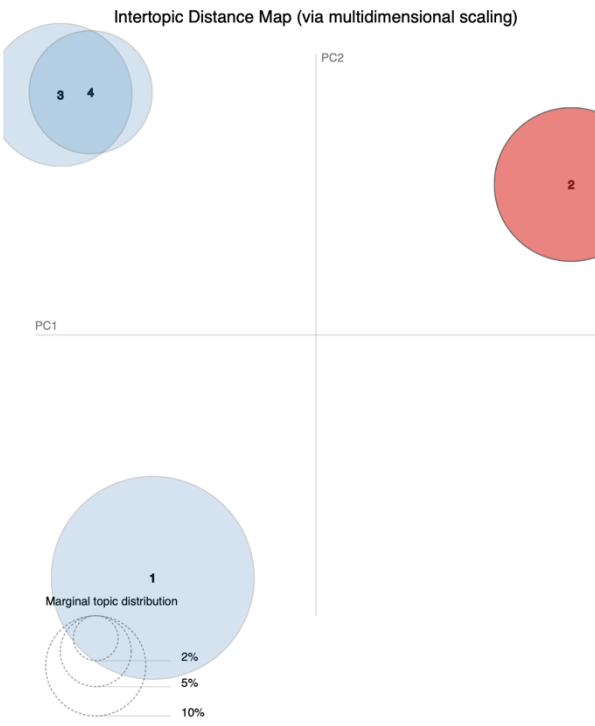 Intertopic Distance Map (via multidimensional scaling)
PC2
3
4
2
PC1
1
Marginal topic distribution
2%
5%
10%